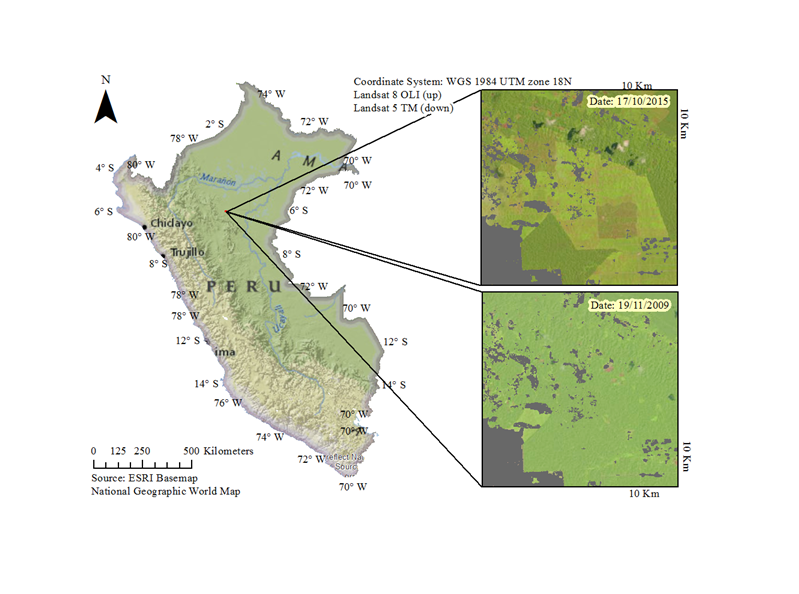 Coordinate System: WGS 1984 UTM zone 18N
Landsat 8 OLI (up)
Landsat 5 TM (down)
N
10 Km
Date: 17/10/2015
10 Km
74° W
2° S
72° W
78° W
A M A
70° W
4° S
80° W
Marañón
70° W
72° W
6° S
6° S
Chiclayo
80° W
Trujillo
8° S
8° S
PERU
72° W
78° W
70° W
78° W
Ucayali
12° S
12° S
ima
14° S
14° S
76° W
70° W
74° W
70° W
72° W
70° W
Date: 19/11/2009
10 Km
10 Km
0 125 250 500 Kilometers
Source: ESRI Basemap
National Geographic World Map